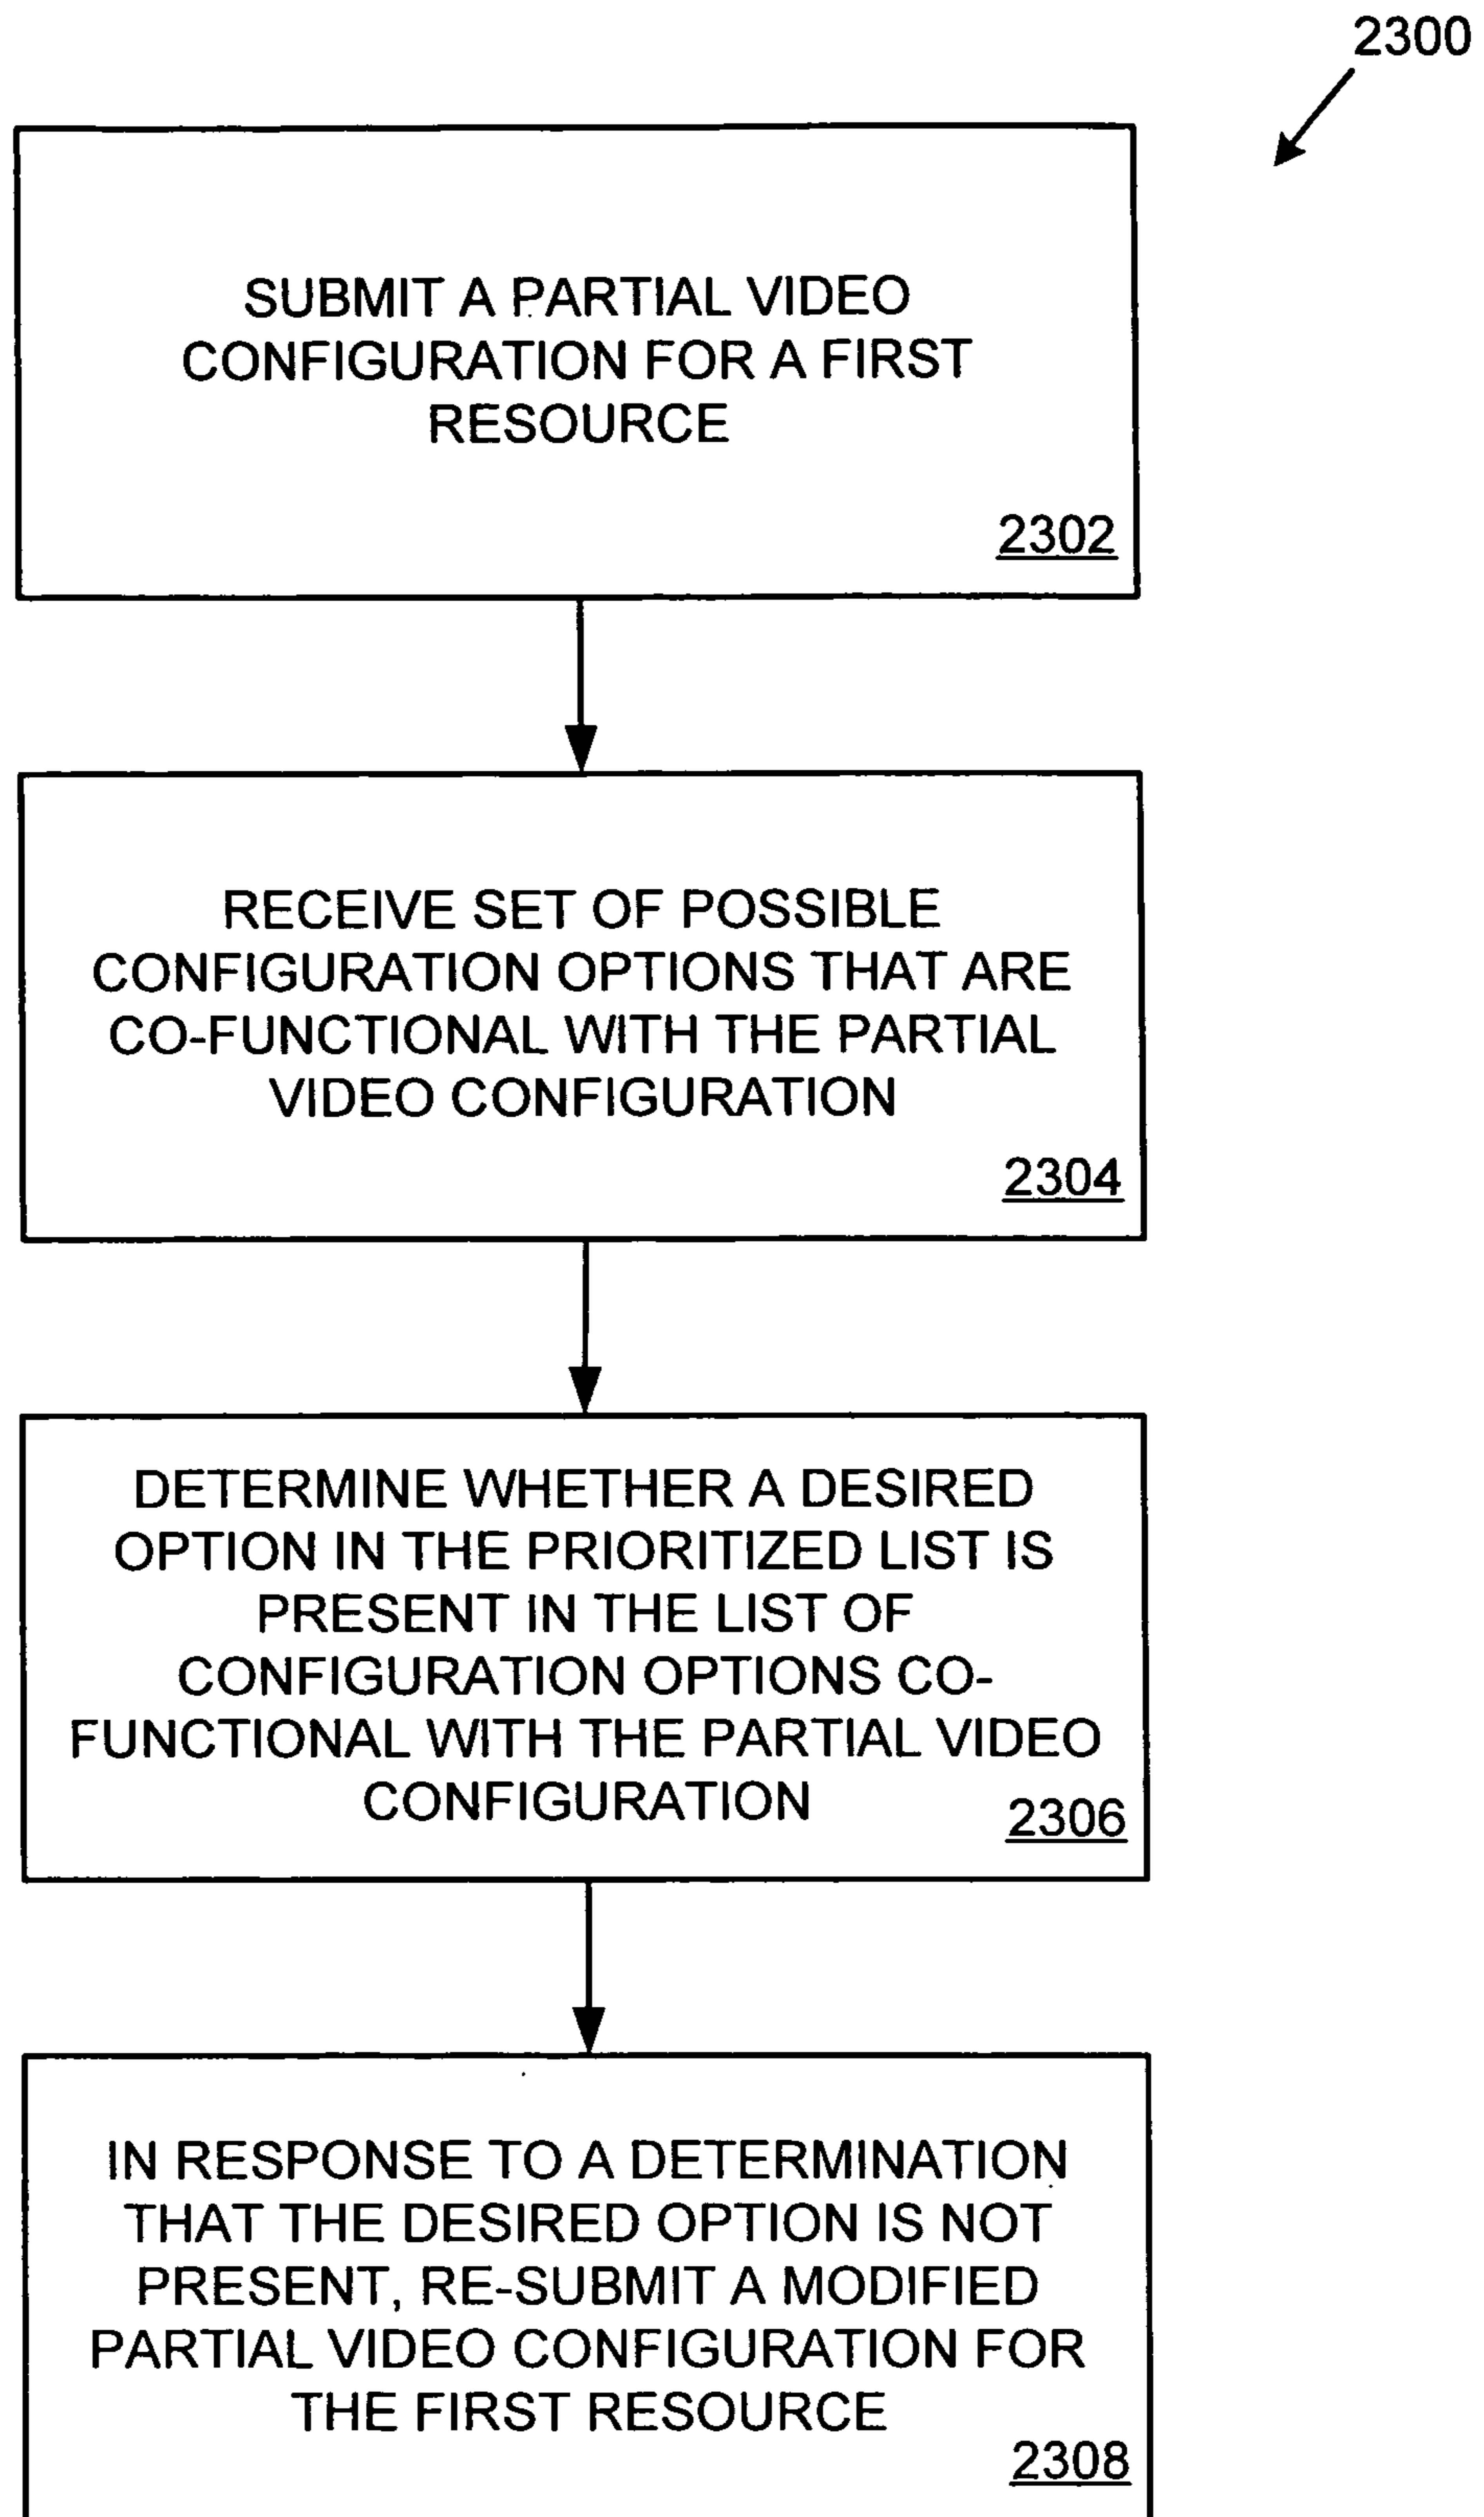 2300
SUBMIT A PARTIAL VIDEO
CONFIGURATION FOR A FIRST
RESOURCE
2302
RECEIVE SET OF POSSIBLE
CONFIGURATION OPTIONS THAT ARE
CO-FUNCTIONAL WITH THE PARTIAL
VIDEO CONFIGURATION
2304
DETERMINE WHETHER A DESIRED
OPTION IN THE PRIORITIZED LIST IS
PRESENT IN THE LIST OF
CONFIGURATION OPTIONS CO-
FUNCTIONAL WITH THE PARTIAL VIDEO
CONFIGURATION
2306
IN RESPONSE TO A DETERMINATION
THAT THE DESIRED OPTION IS NOT
PRESENT, RE-SUBMIT A MODIFIED
PARTIAL VIDEO CONFIGURATION FOR
THE FIRST RESOURCE
2308